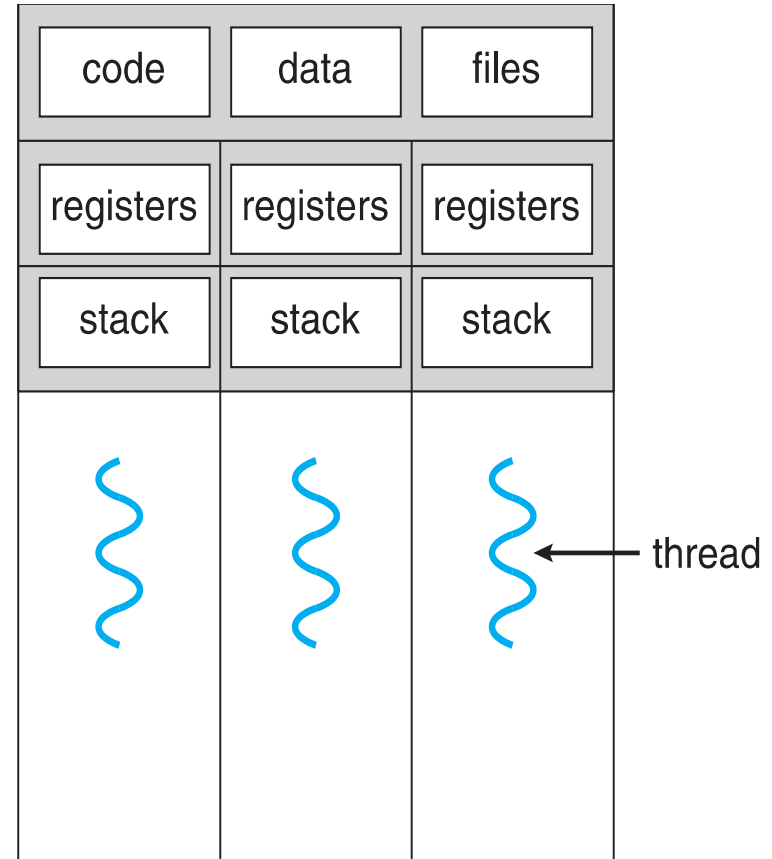 code data files
registers registers registers
stack stack stack
thread